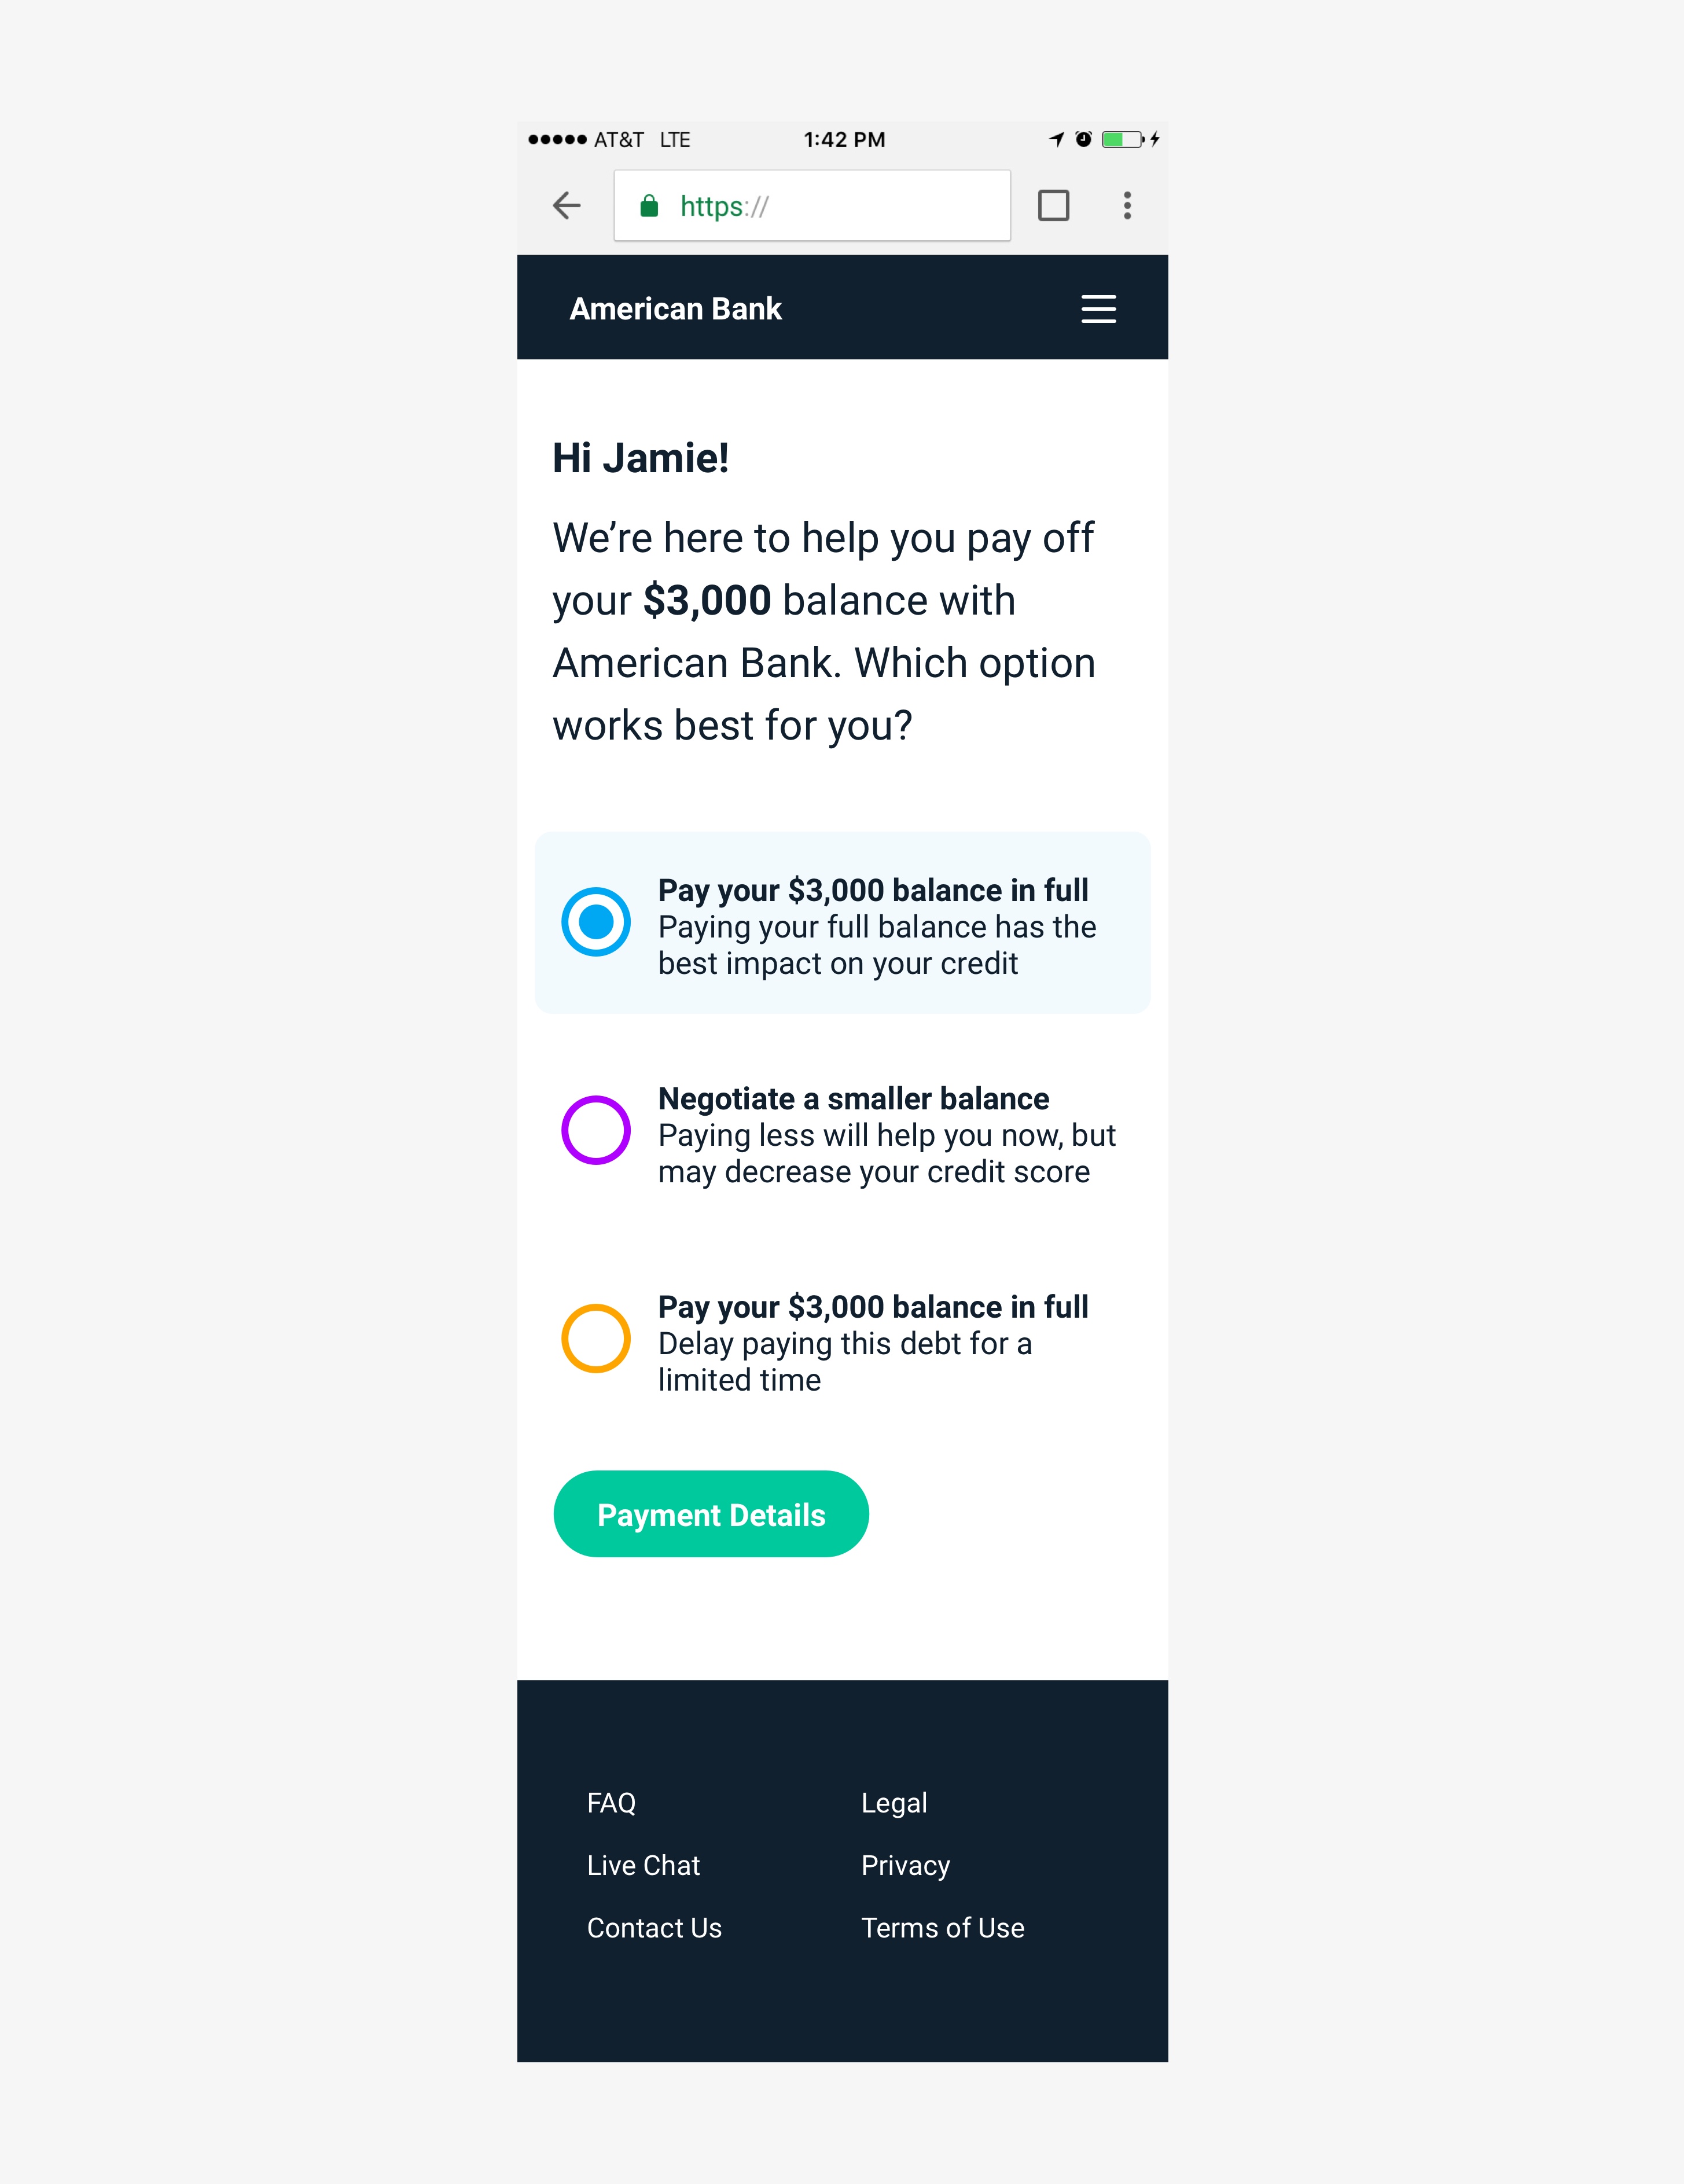 AT&T LTE 1:42 PM
https://
American Bank
Hi Jamie!
We’re here to help you pay off
your $3,000 balance with
American Bank. Which option
works best for you?
Pay your $3,000 balance in full
Paying your full balance has the
best impact on your credit
Negotiate a smaller balance
Paying less will help you now, but
may decrease your credit score
Pay your $3,000 balance in full
Delay paying this debt for a
limited time
Payment Details
FAQ
Live Chat
Contact Us
Legal
Privacy
Terms of Use